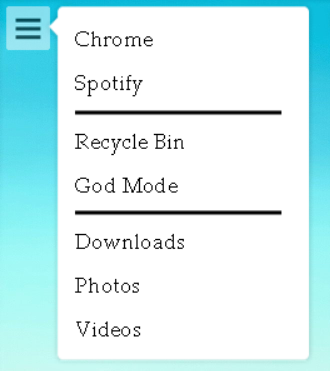 Chrome
Spotify
Recycle Bin
God Mode
Downloads
Photos
Videos